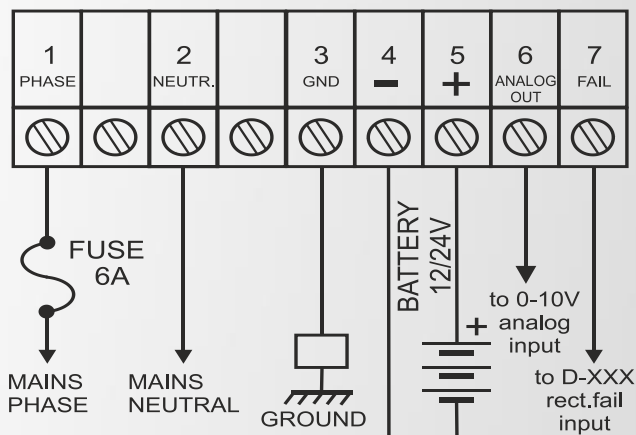 1
PHASE
2
NEUTR.
3
GND
4
-
5
+
6
ANALOG
OUT
7
FAIL
FUSE
6A
MAINS
PHASE
MAINS
NEUTRAL
GROUND
BATTERY
12/24V
+
to 0-10V
analog
input
to D-XXX
rect.fail
input